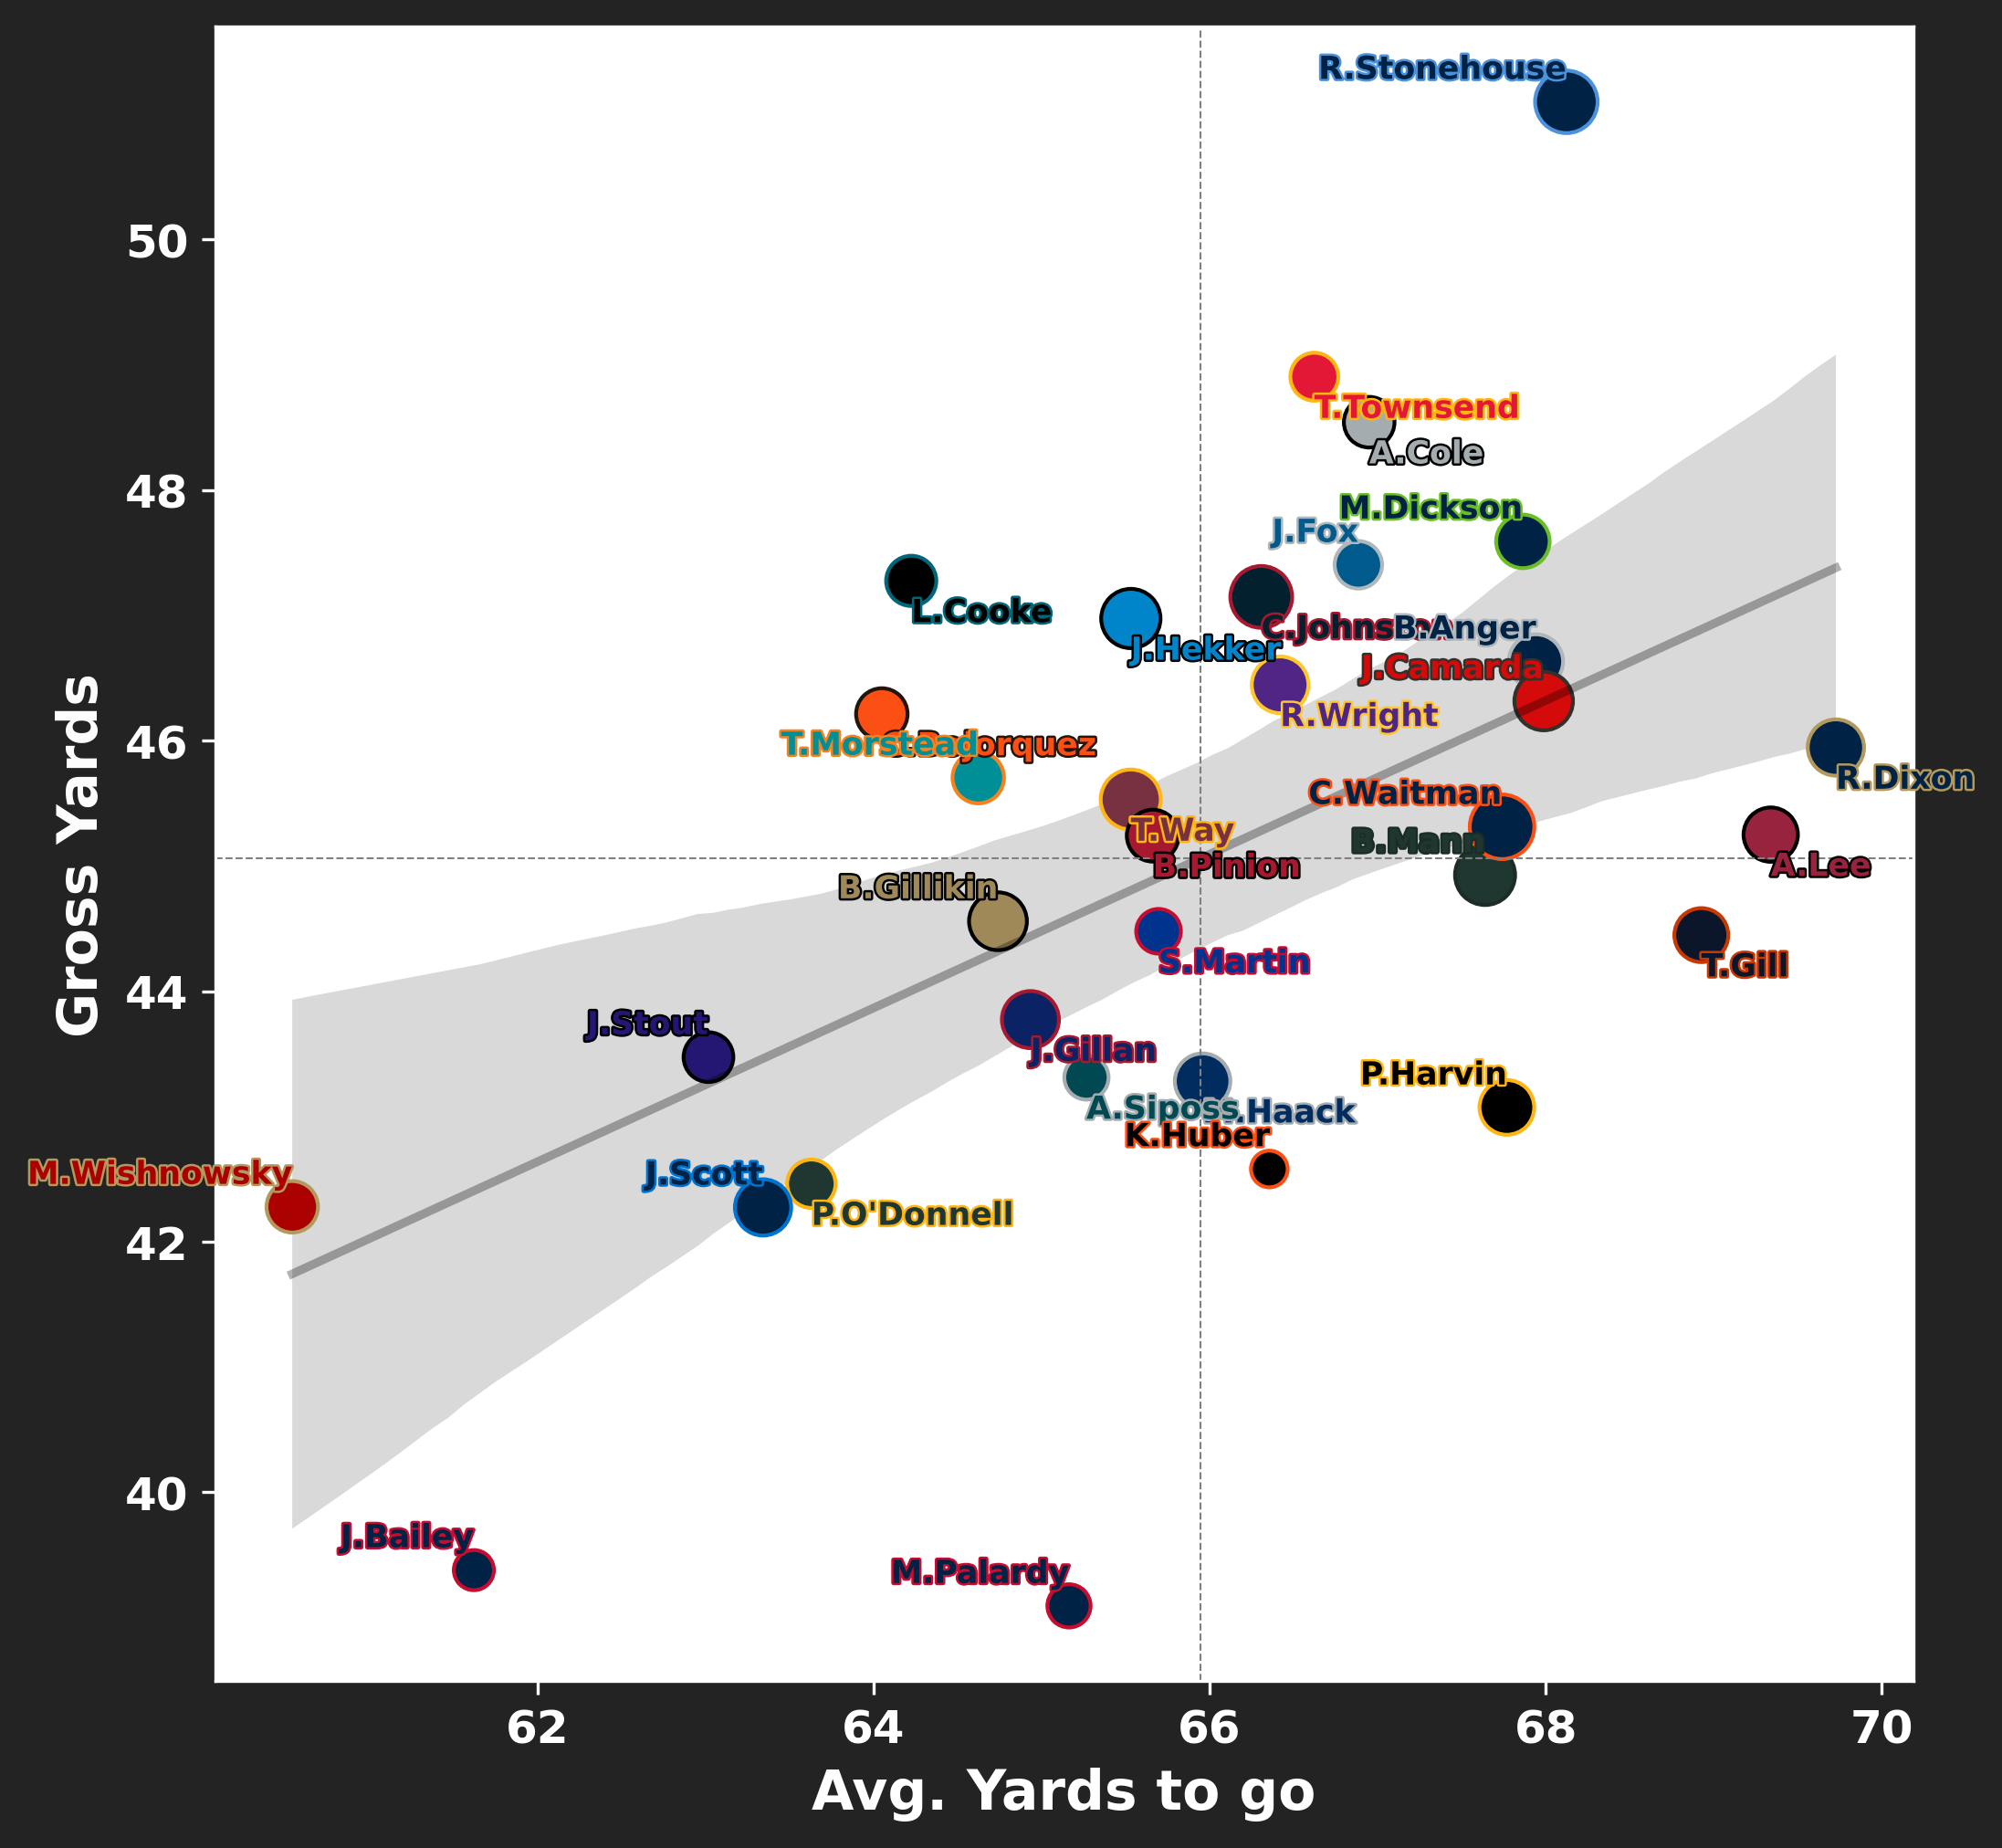 R.Stonehouse
50
T.Townsend
A.Cole
48
M.Dickson
J.Fox
L.Cooke
B.Anger
J.Hekker
J.Camarda
R.Wright
46
T.Morstead
R.Dixon
C.Waitman
T.Way
B.Mann
B.Pinion
A.Lee
B.Gillikin
S.Martin
T.Gill
44
J.Stout
J.Gillan
P.Harvin
A.Siposs
Haack
K.Huber
M.Wishnowsky
J.Scott
P.O'Donnell
42
40
J.Bailey
M.Palardy
Gross Yards
62 64 66 68 70
Avg. Yards to go